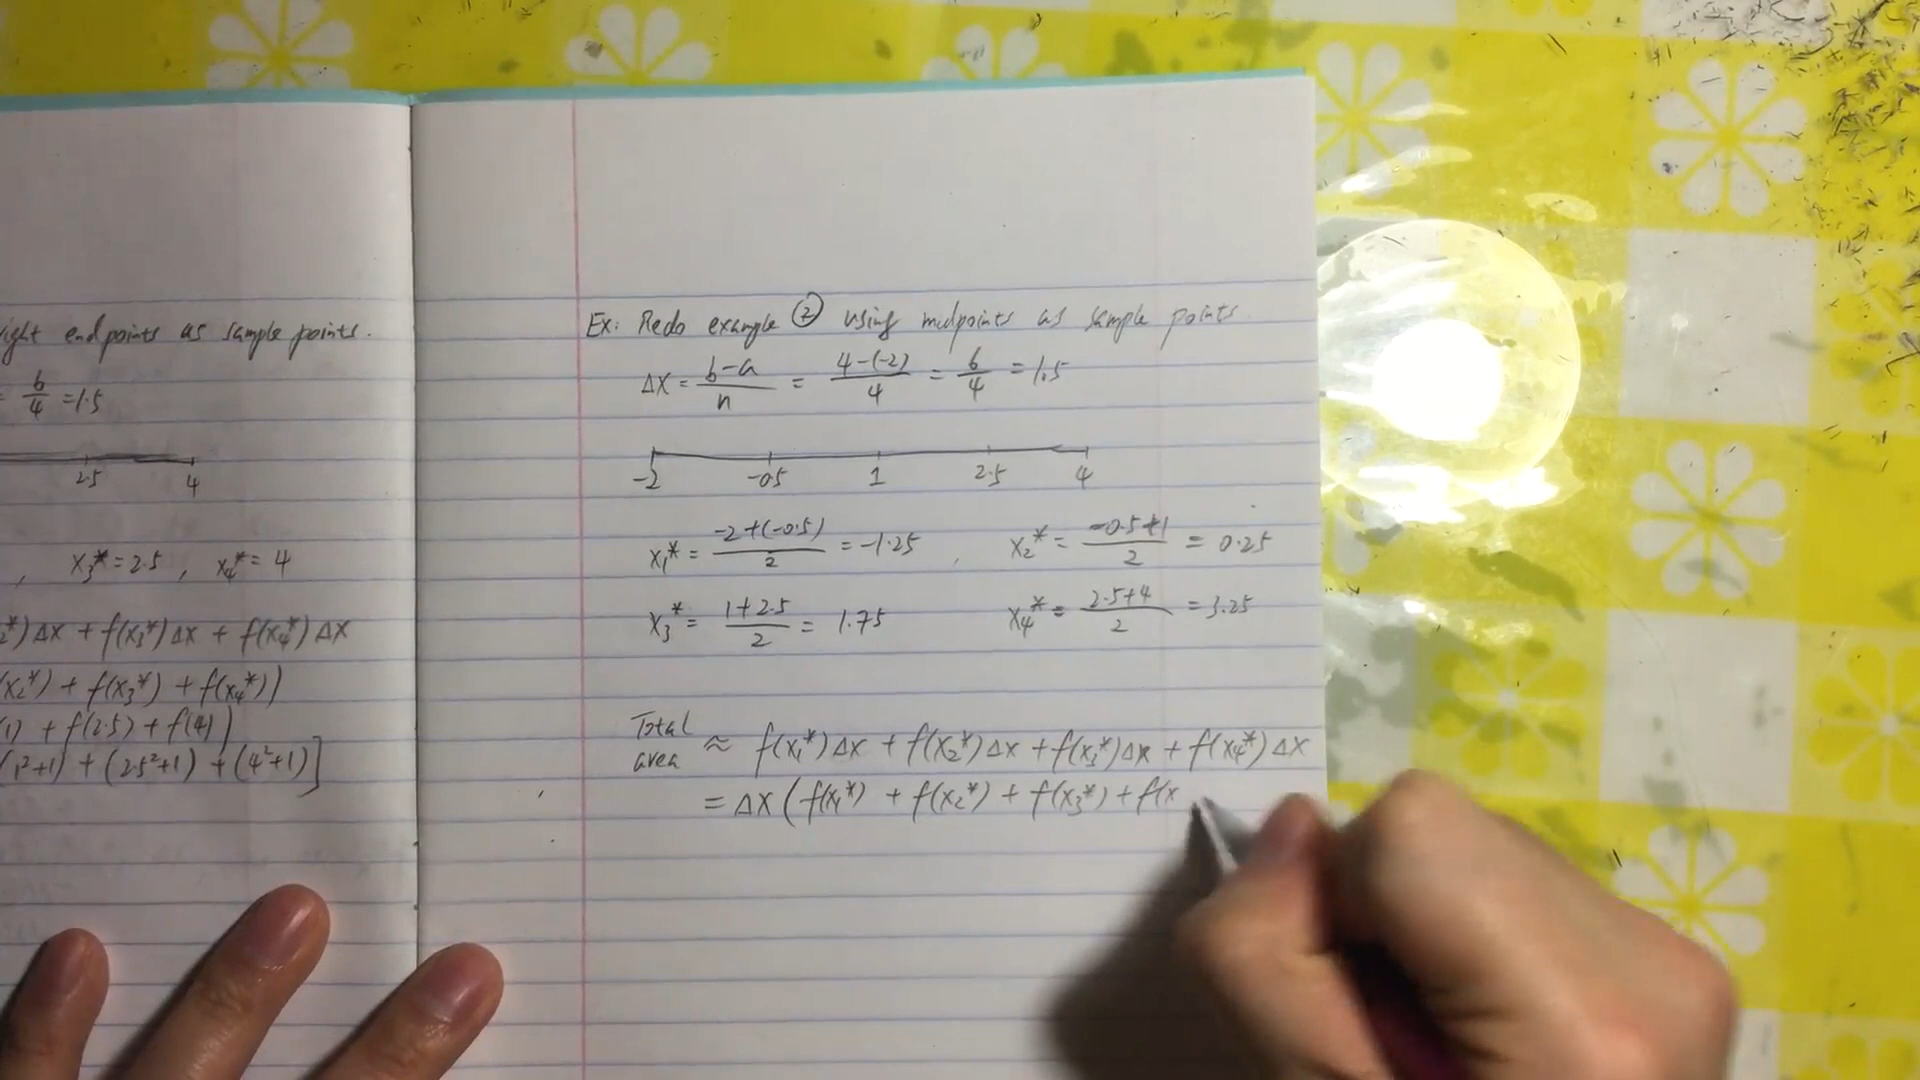 ight endpoints as sample points.
= 6/4 = 1.5
2.5 4
, x₃* = 2.5 , x₄* = 4
₂*)Δx + f(x₃*)Δx + f(x₄*)Δx
(x₂*) + f(x₃*) + f(x₄*))
(1) + f(2.5) + f(4))
(1²+1) + (2.5²+1) + (4²+1)]
Ex: Redo example ② using midpoints as sample points.
Δx = b-a/n = 4-(-2)/4 = 6/4 = 1.5
-2 -0.5 1 2.5 4
x₁* = -2+(-0.5)/2 = -1.25 , x₂* = -0.5+1/2 = 0.25
x₃* = 1+2.5/2 = 1.75 x₄* = 2.5+4/2 = 3.25
Total area ≈ f(x₁*)Δx + f(x₂*)Δx + f(x₃*)Δx + f(x₄*)Δx
= Δx (f(x₁*) + f(x₂*) + f(x₃*) + f(x